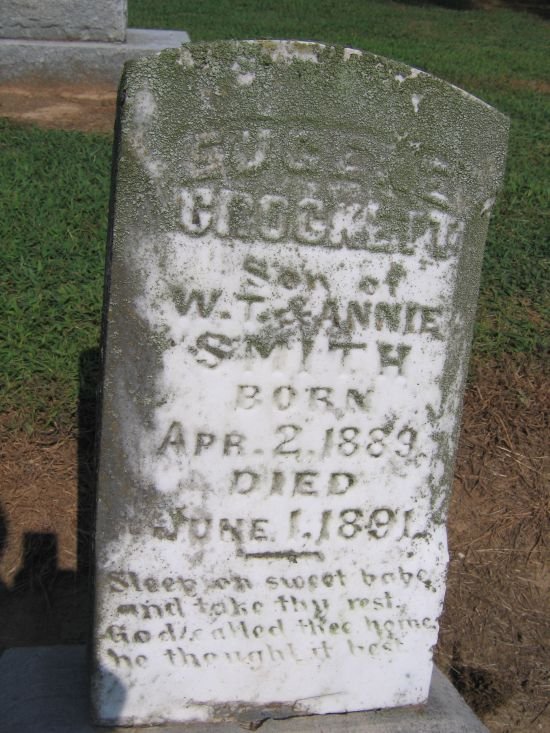 EUGENE
CROCKETT
Son of
W. T. & ANNIE
SMITH
BORN
APR. 2, 1889.
DIED
JUNE 1, 1891.
Sleep on sweet babe,
and take thy rest,
God called thee home,
he thought it best.